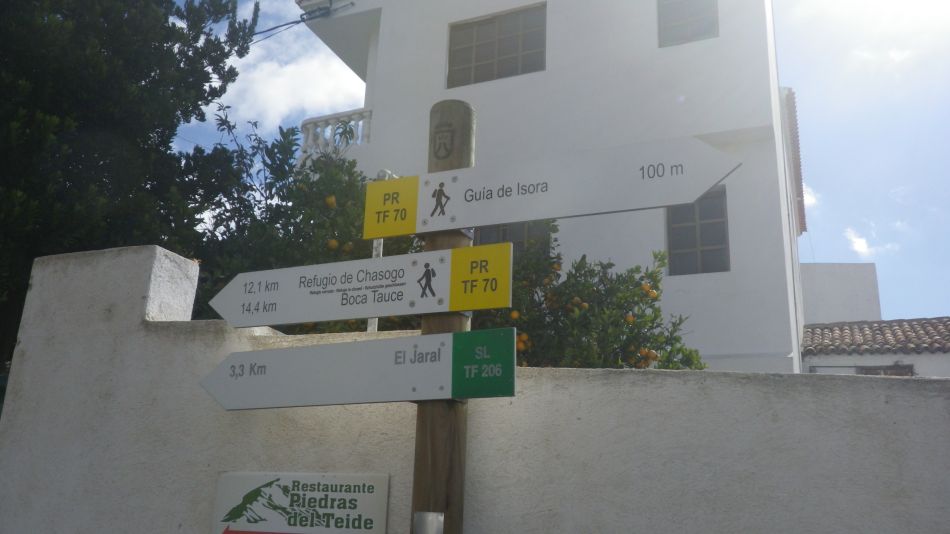 PR
TF 70
Guía de Isora
100 m
12,1 km
Refugio de Chasogo
14,4 km
Boca Tauce
PR
TF 70
3,3 Km
El Jaral
SL
TF 206
Restaurante
Piedras
del Teide